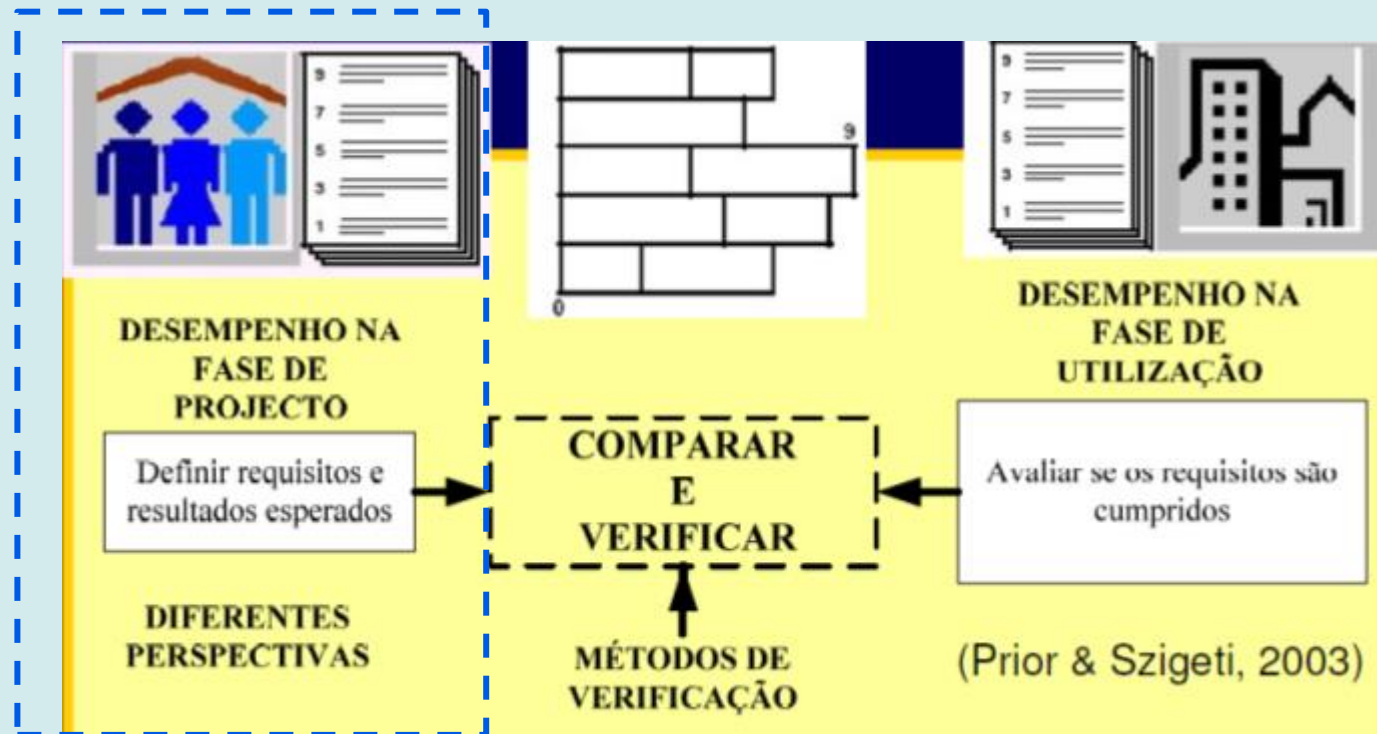 9
7
5
3
1
9
0
9
7
5
3
1
DESEMPENHO NA
FASE DE
PROJECTO
Definir requisitos e
resultados esperados
DIFERENTES
PERSPECTIVAS
COMPARAR
E
VERIFICAR
MÉTODOS DE
VERIFICAÇÃO
DESEMPENHO NA
FASE DE
UTILIZAÇÃO
Avaliar se os requisitos são
cumpridos
(Prior & Szigeti, 2003)